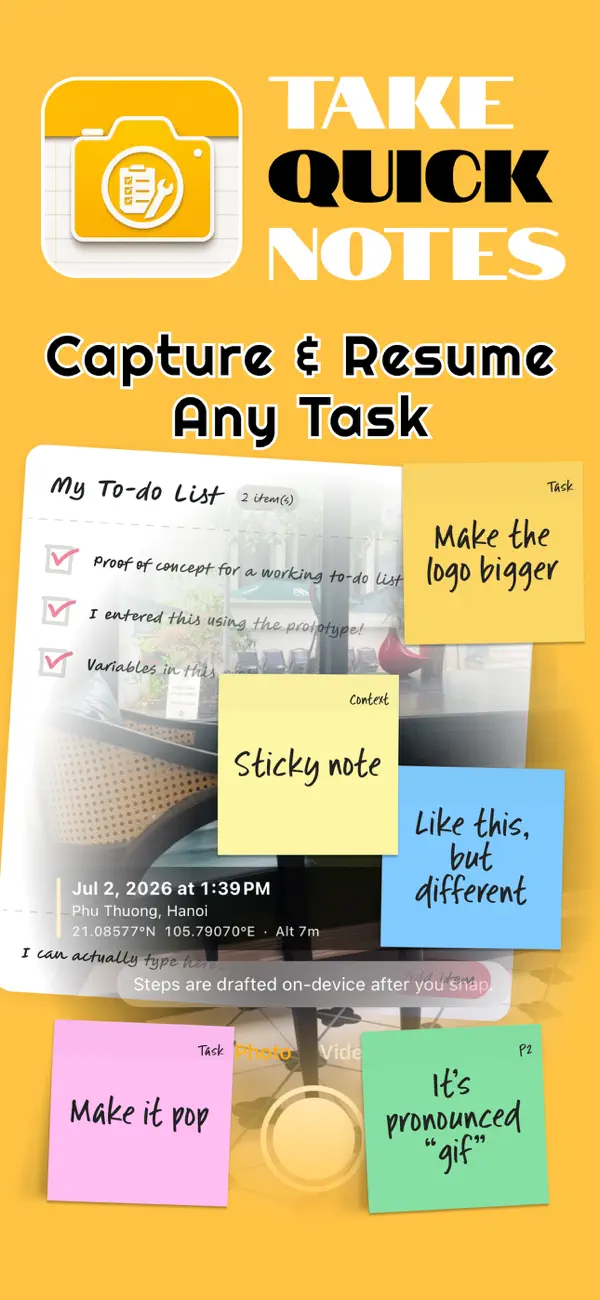 TAKE
QUICK
NOTES
Capture & Resume
Any Task
My To-do List 2 item(s)
Proof of concept for a working to-do list
I entered this using the prototype!
Variables in this
Task
Make the
logo bigger
Context
Sticky note
Like this,
but
different
Jul 2, 2026 at 1:39 PM
Phu Thuong, Hanoi
21.08577°N 105.79070°E · Alt 7m
I can actually type here
Add item
Steps are drafted on-device after you snap.
Photo
Task
Make it pop
P2
It's
pronounced
“gif”